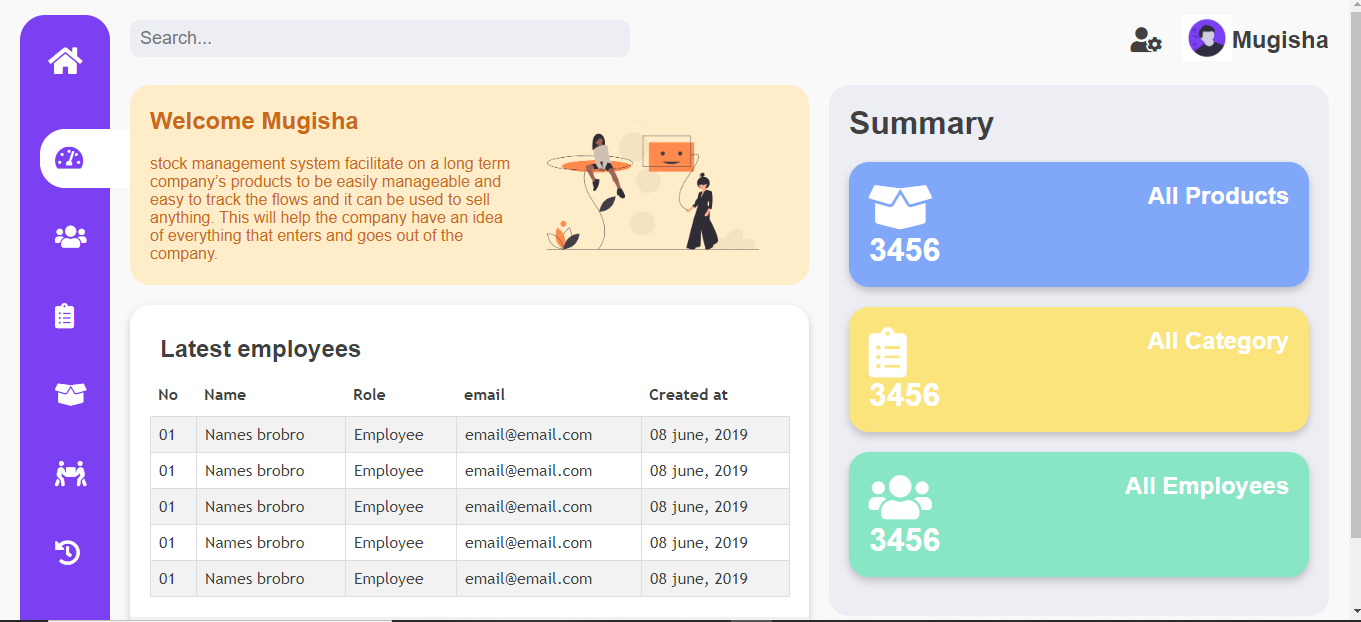 Search...
Mugisha
Welcome Mugisha
stock management system facilitate on a long term
company's products to be easily manageable and
easy to track the flows and it can be used to sell
anything. This will help the company have an idea
of everything that enters and goes out of the
company.
Latest employees
No Name Role email Created at
01 Names brobro Employee email@email.com 08 june, 2019
01 Names brobro Employee email@email.com 08 june, 2019
01 Names brobro Employee email@email.com 08 june, 2019
01 Names brobro Employee email@email.com 08 june, 2019
01 Names brobro Employee email@email.com 08 june, 2019
Summary
All Products
3456
All Category
3456
All Employees
3456